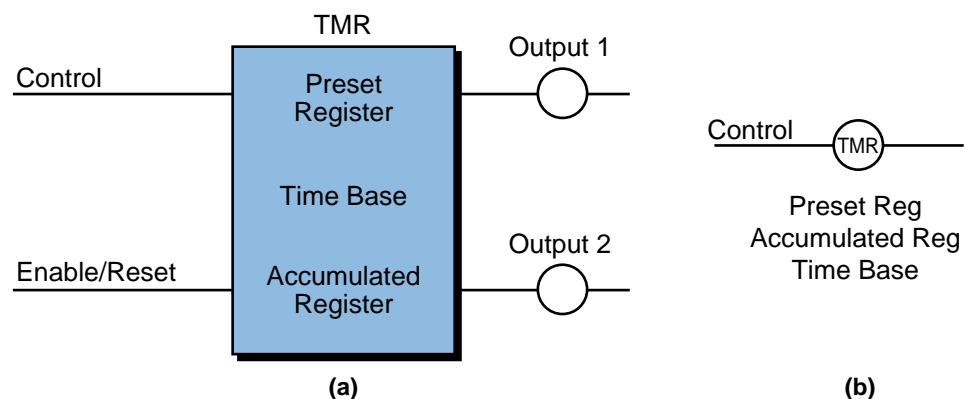 TMR
Control
Preset
Register
Output 1
Time Base
Enable/Reset
Accumulated
Register
Output 2
(a)
Control
TMR
Preset Reg
Accumulated Reg
Time Base
(b)